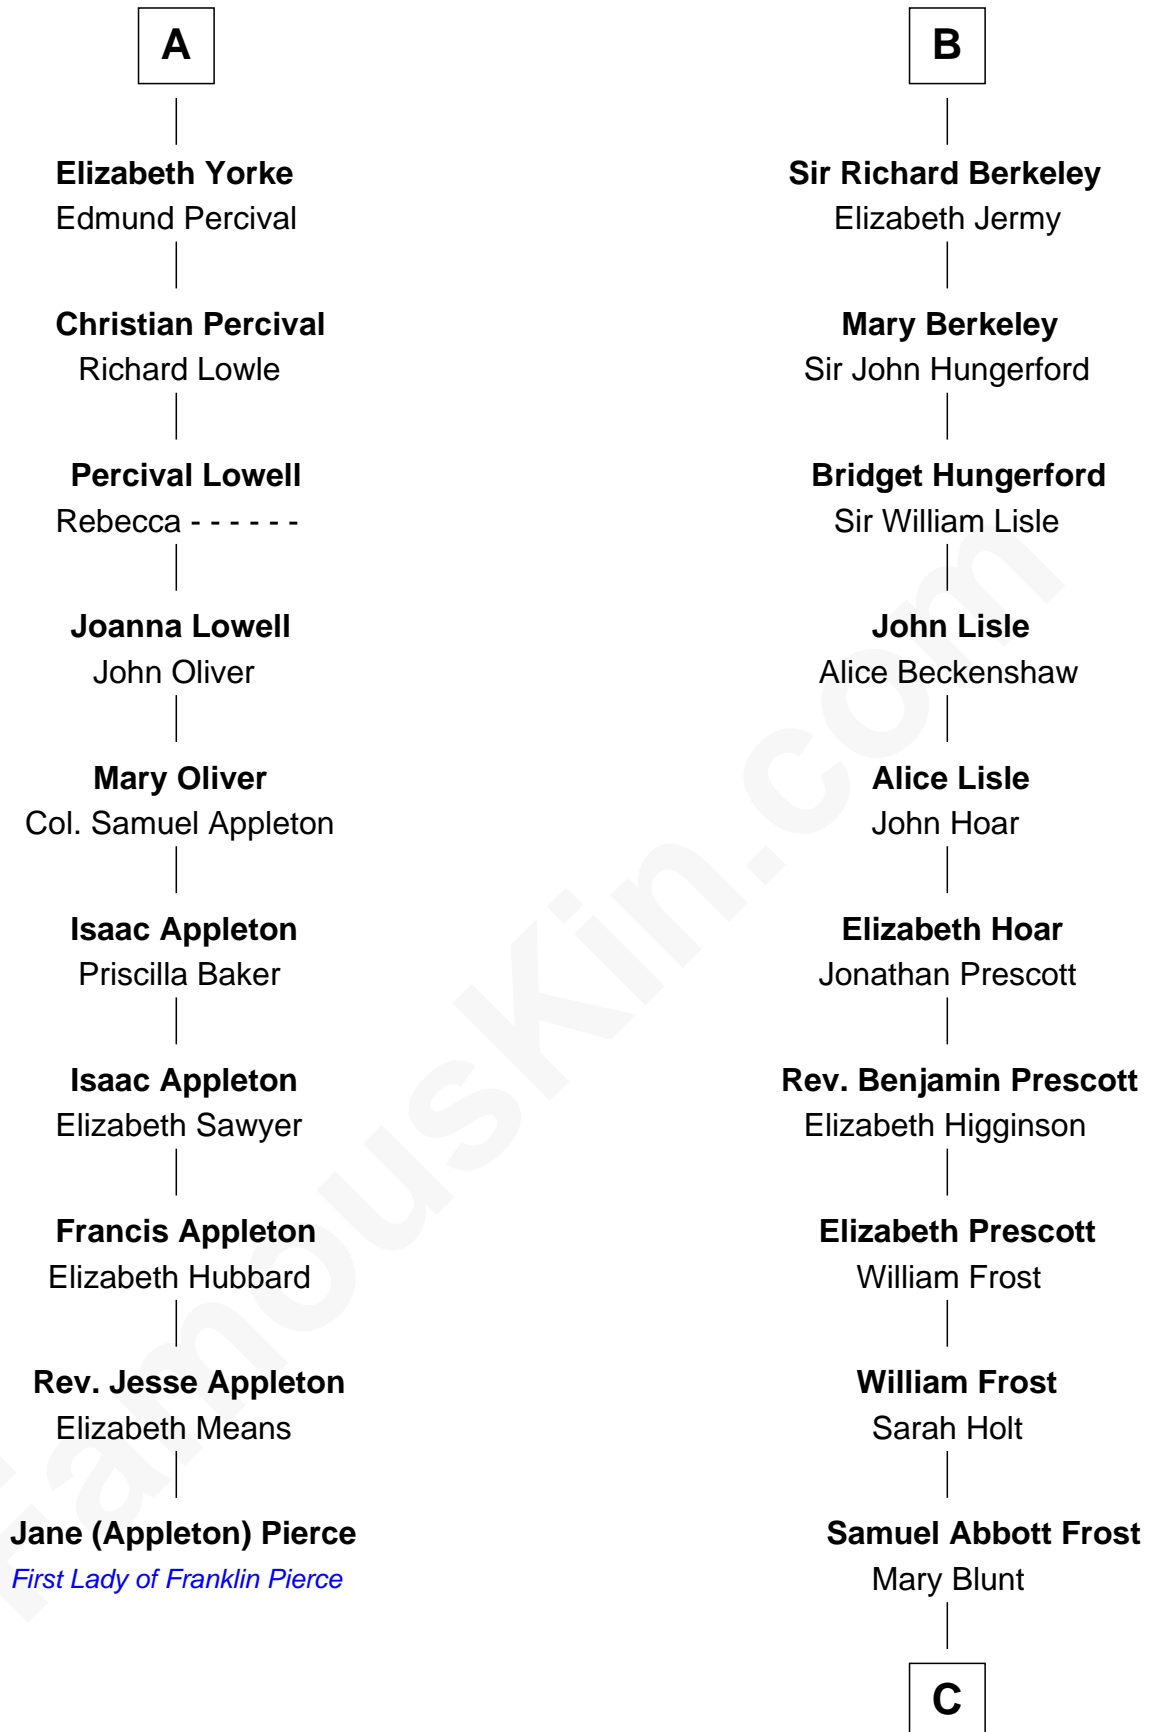 A
Elizabeth Yorke
Edmund Percival
Christian Percival
Richard Lowle
Percival Lowell
Rebecca - - - - - -
Joanna Lowell
John Oliver
Mary Oliver
Col. Samuel Appleton
Isaac Appleton
Priscilla Baker
Isaac Appleton
Elizabeth Sawyer
Francis Appleton
Elizabeth Hubbard
Rev. Jesse Appleton
Elizabeth Means
Jane (Appleton) Pierce
First Lady of Franklin Pierce
B
Sir Richard Berkeley
Elizabeth Jermy
Mary Berkeley
Sir John Hungerford
Bridget Hungerford
Sir William Lisle
John Lisle
Alice Beckenshaw
Alice Lisle
John Hoar
Elizabeth Hoar
Jonathan Prescott
Rev. Benjamin Prescott
Elizabeth Higginson
Elizabeth Prescott
William Frost
William Frost
Sarah Holt
Samuel Abbott Frost
Mary Blunt
C
FamousKin.com